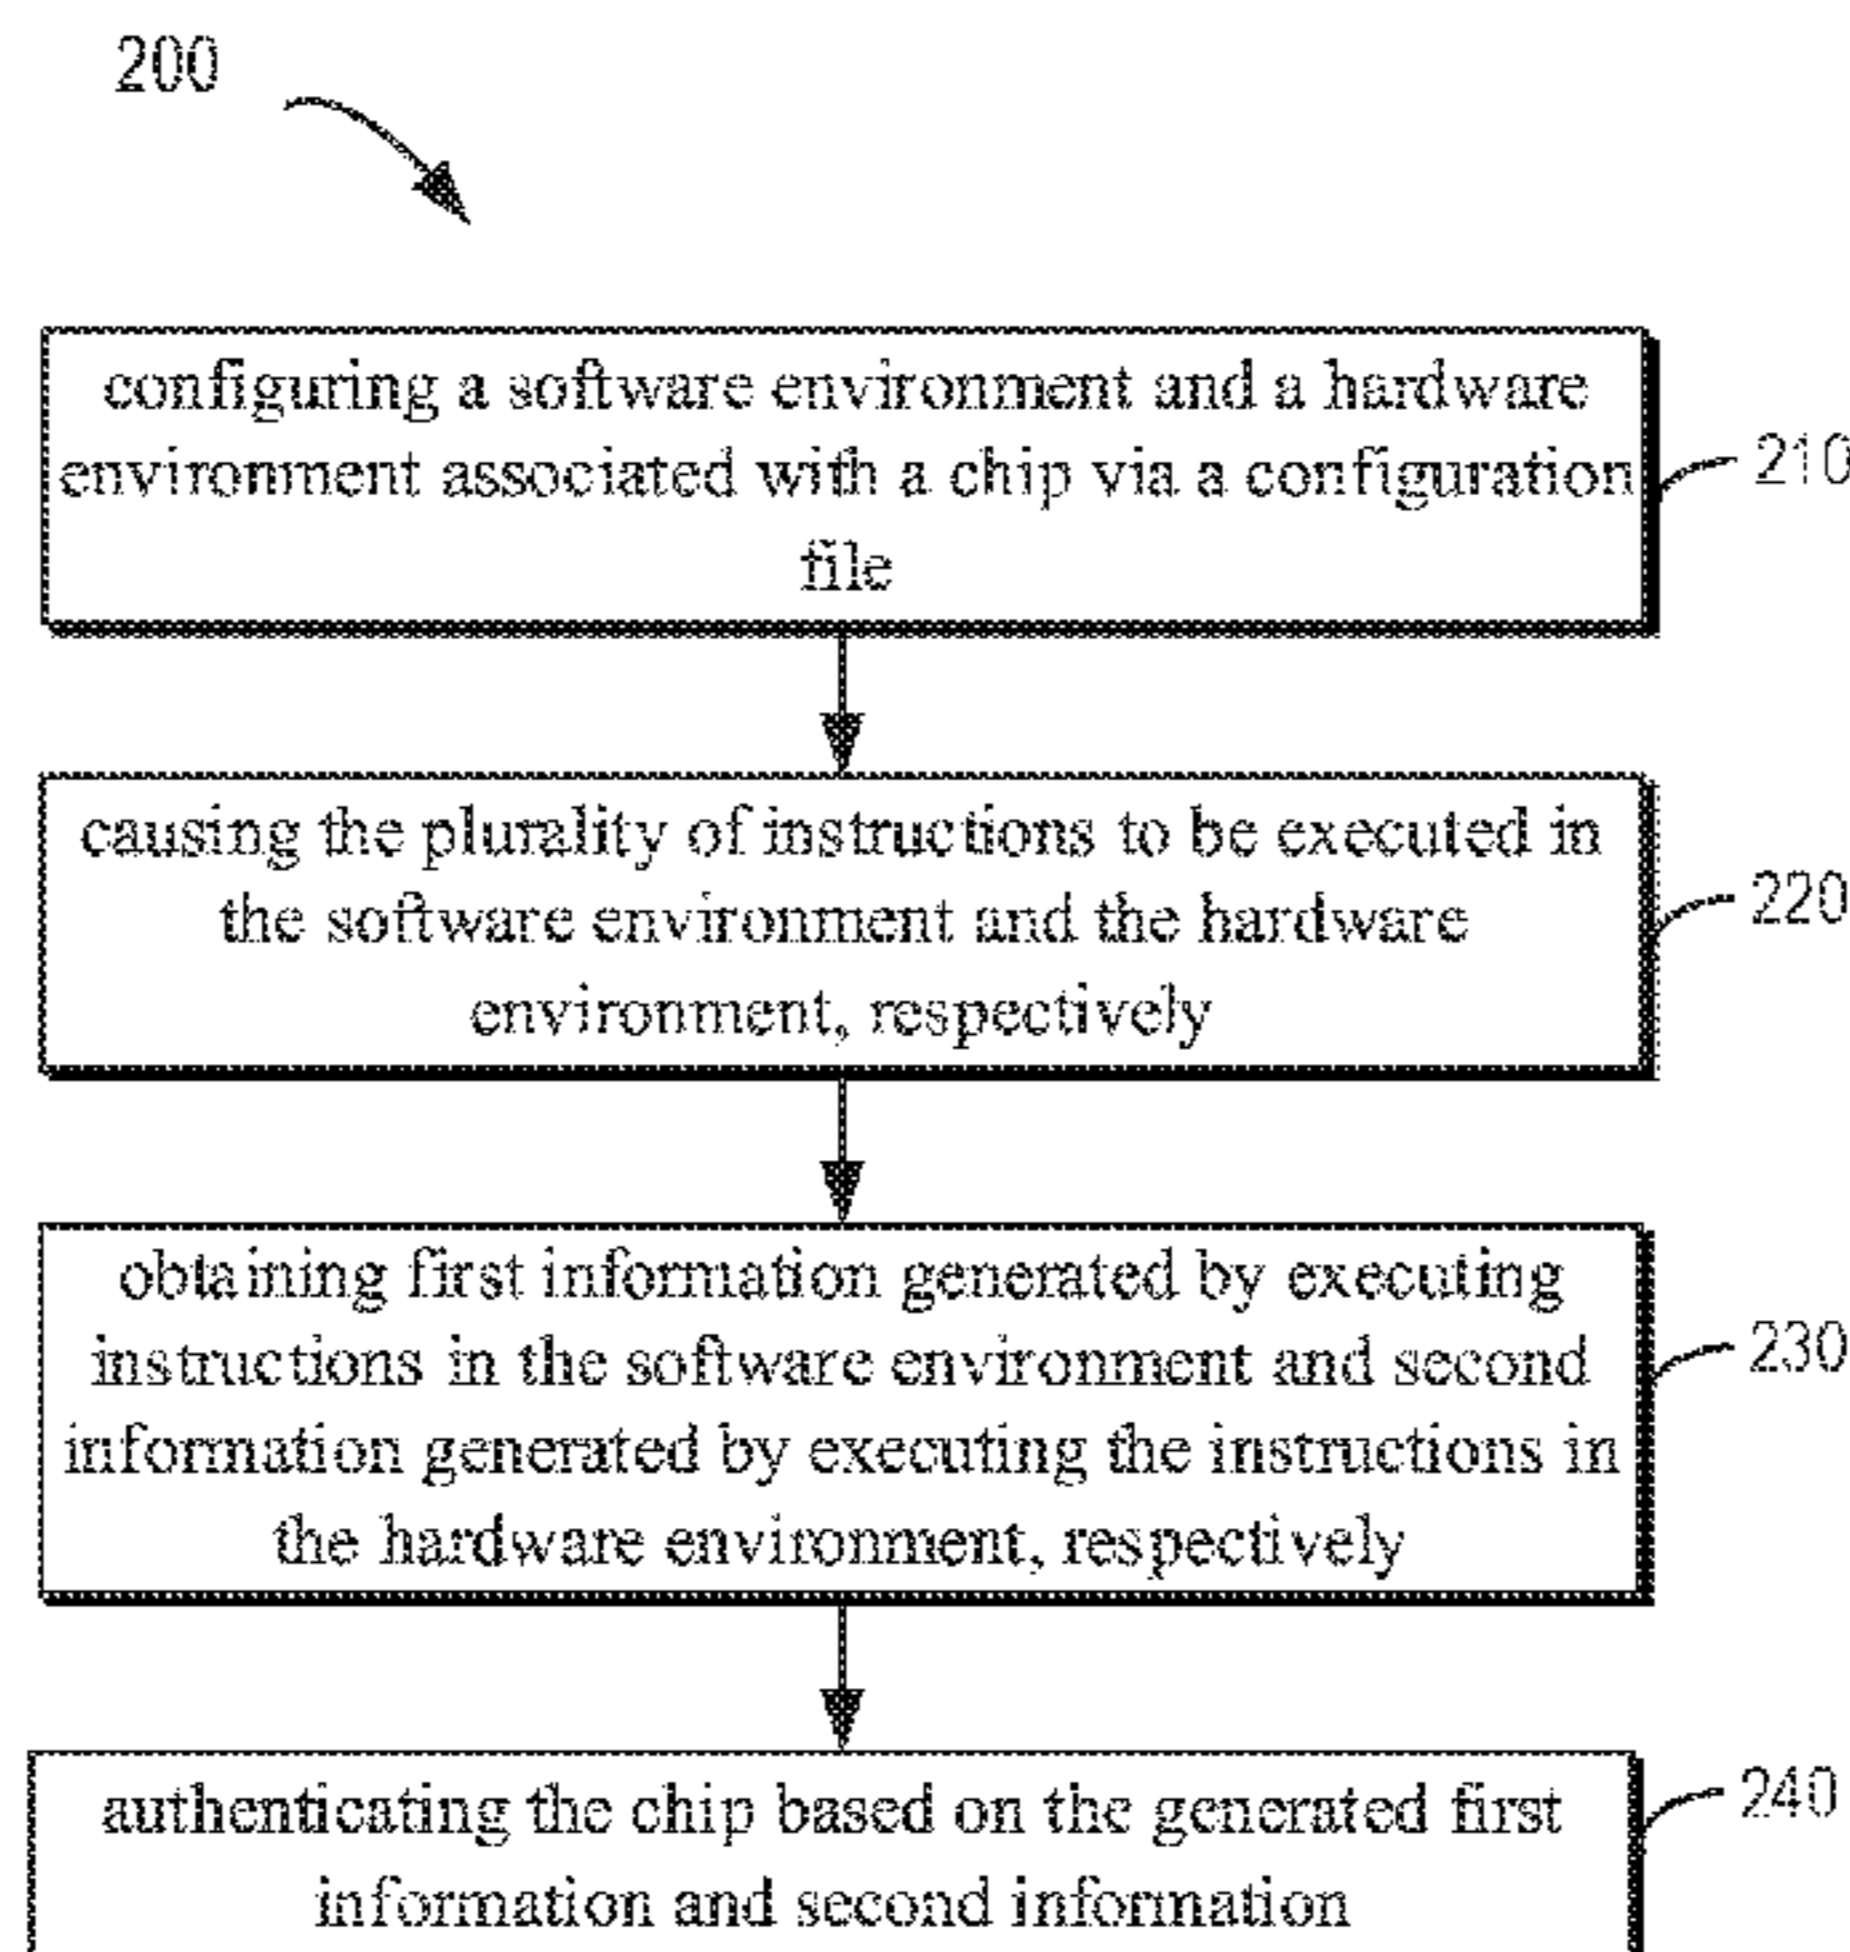 200
configuring a software environment and a hardware
environment associated with a chip via a configuration
file
210
causing the plurality of instructions to be executed in
the software environment and the hardware
environment, respectively
220
obtaining first information generated by executing
instructions in the software environment and second
information generated by executing the instructions in
the hardware environment, respectively
230
authenticating the chip based on the generated first
information and second information
240